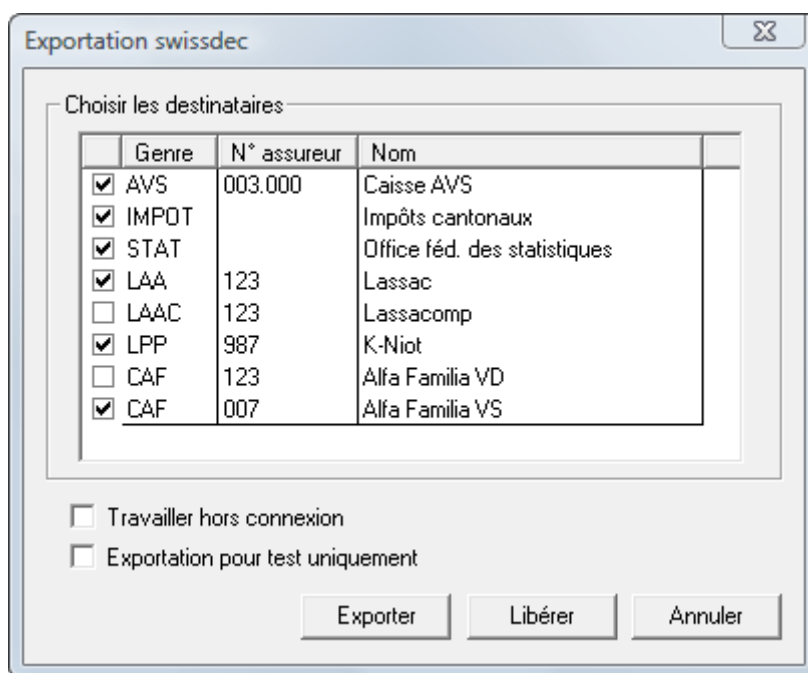 Exportation swissdec
Choisir les destinataires
Genre N° assureur Nom
AVS 003.000 Caisse AVS
IMPOT Impôts cantonaux
STAT Office féd. des statistiques
LAA 123 Lassac
LAAC 123 Lassacomp
LPP 987 K-Niot
CAF 123 Alfa Familia VD
CAF 007 Alfa Familia VS
Travailler hors connexion
Exportation pour test uniquement
Exporter Libérer Annuler